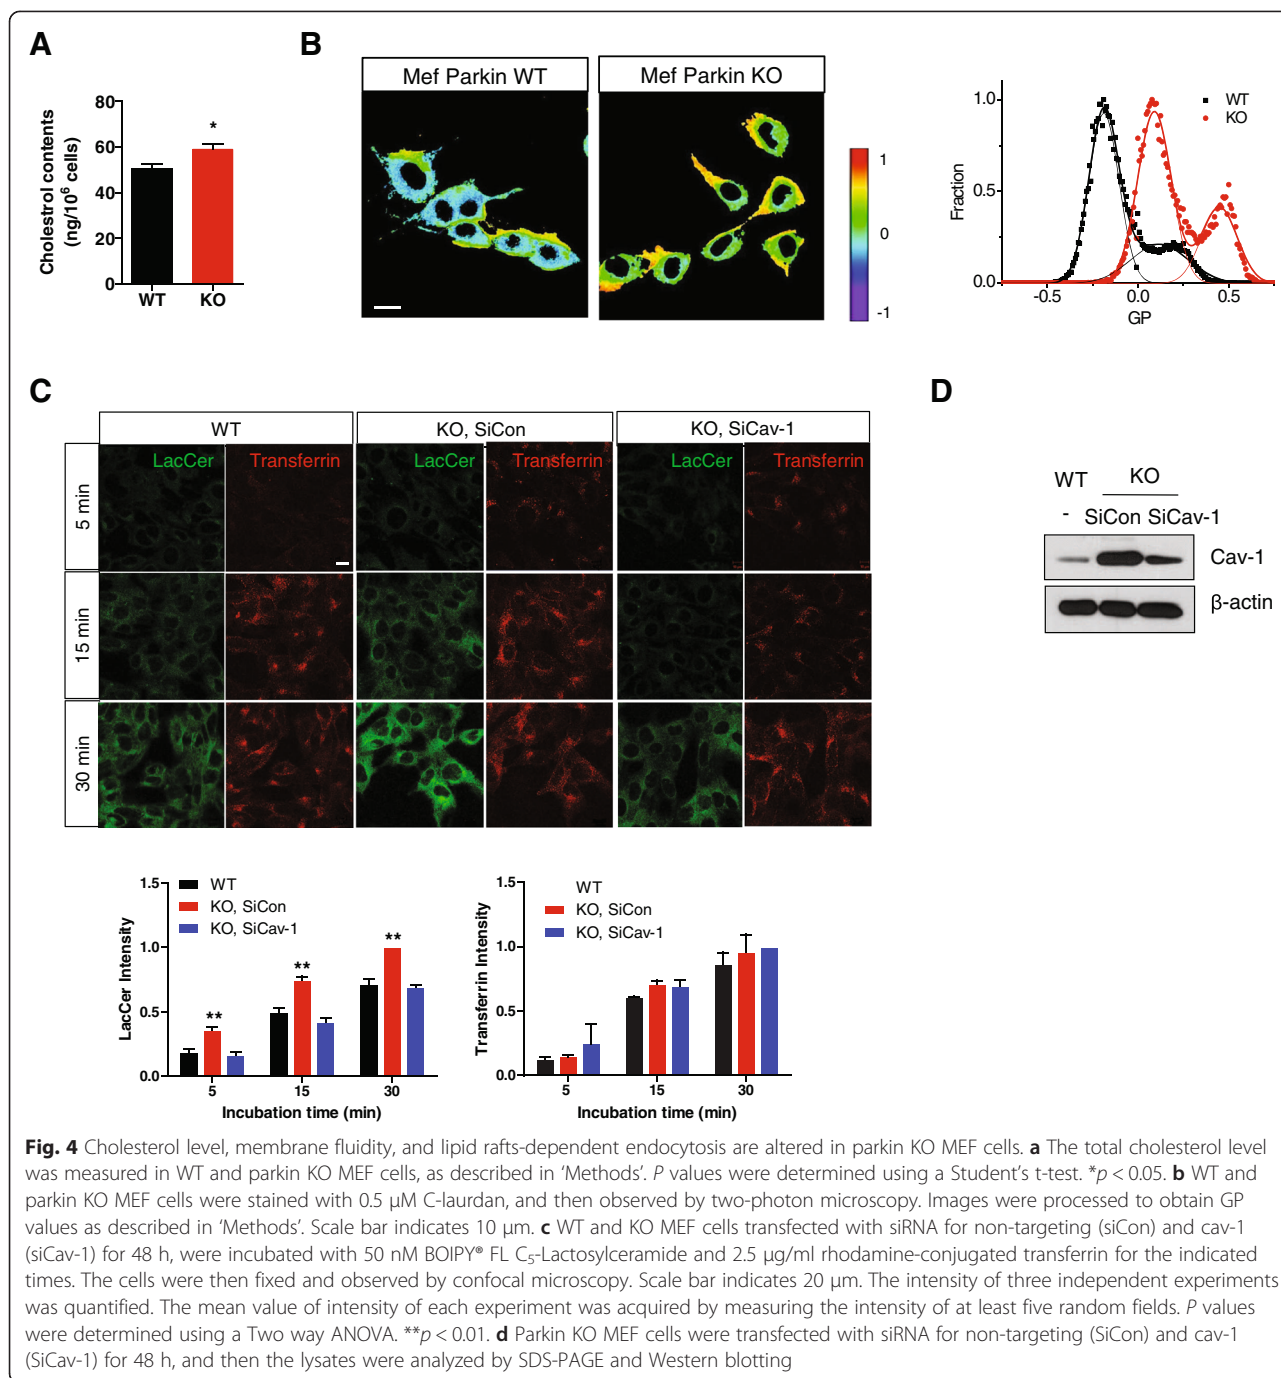 A
Cholestrol contents
(ng/10⁶ cells)
80
60
40
20
0
*
WT
KO
B
Mef Parkin WT
Mef Parkin KO
1
0
-1
Fraction
1.0
0.5
0.0
-0.5
0.0
0.5
GP
WT
KO
C
WT
KO, SiCon
KO, SiCav-1
LacCer
Transferrin
LacCer
Transferrin
LacCer
Transferrin
5 min
15 min
30 min
LacCer Intensity
1.5
1.0
0.5
0.0
WT
KO, SiCon
KO, SiCav-1
**
**
**
5
15
30
Incubation time (min)
Transferrin Intensity
1.5
1.0
0.5
0.0
WT
KO, SiCon
KO, SiCav-1
5
15
30
Incubation time (min)
D
WT
KO
-
SiCon SiCav-1
Cav-1
β-actin
Fig. 4 Cholesterol level, membrane fluidity, and lipid rafts-dependent endocytosis are altered in parkin KO MEF cells. a The total cholesterol level
was measured in WT and parkin KO MEF cells, as described in ‘Methods’. P values were determined using a Student’s t-test. *p < 0.05. b WT and
parkin KO MEF cells were stained with 0.5 μM C-laurdan, and then observed by two-photon microscopy. Images were processed to obtain GP
values as described in ‘Methods’. Scale bar indicates 10 μm. c WT and KO MEF cells transfected with siRNA for non-targeting (siCon) and cav-1
(siCav-1) for 48 h, were incubated with 50 nM BOIPY® FL C₅-Lactosylceramide and 2.5 μg/ml rhodamine-conjugated transferrin for the indicated
times. The cells were then fixed and observed by confocal microscopy. Scale bar indicates 20 μm. The intensity of three independent experiments
was quantified. The mean value of intensity of each experiment was acquired by measuring the intensity of at least five random fields. P values
were determined using a Two way ANOVA. **p < 0.01. d Parkin KO MEF cells were transfected with siRNA for non-targeting (SiCon) and cav-1
(SiCav-1) for 48 h, and then the lysates were analyzed by SDS-PAGE and Western blotting